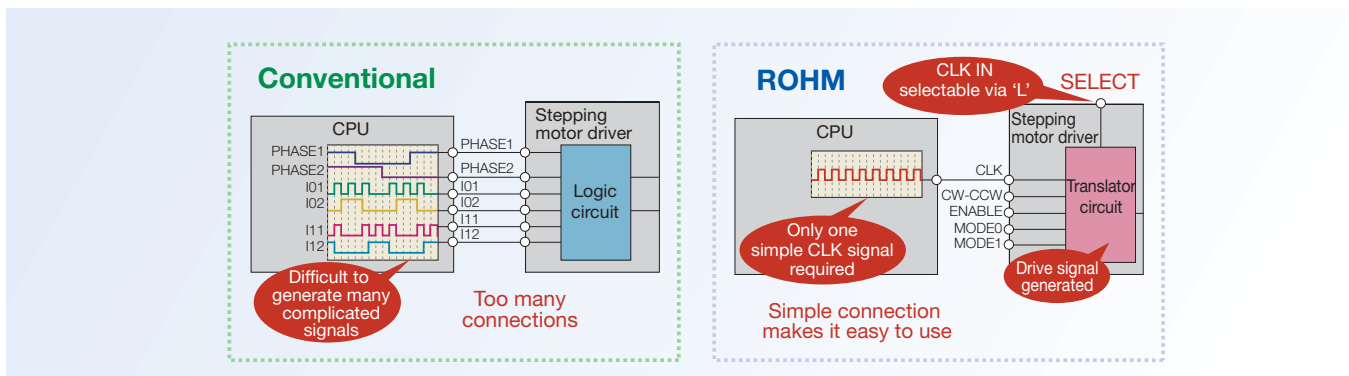 Conventional
CPU
PHASE1
PHASE2
I01
I02
I11
I12
PHASE1
PHASE2
I01
I02
I11
I12
Stepping
motor driver
Logic
circuit
Difficult to
generate many
complicated
signals
Too many
connections
ROHM
CLK IN
selectable via ‘L’
SELECT
CPU
Stepping
motor driver
CLK
CW-CCW
ENABLE
MODE0
MODE1
Translator
circuit
Only one
simple CLK signal
required
Drive signal
generated
Simple connection
makes it easy to use